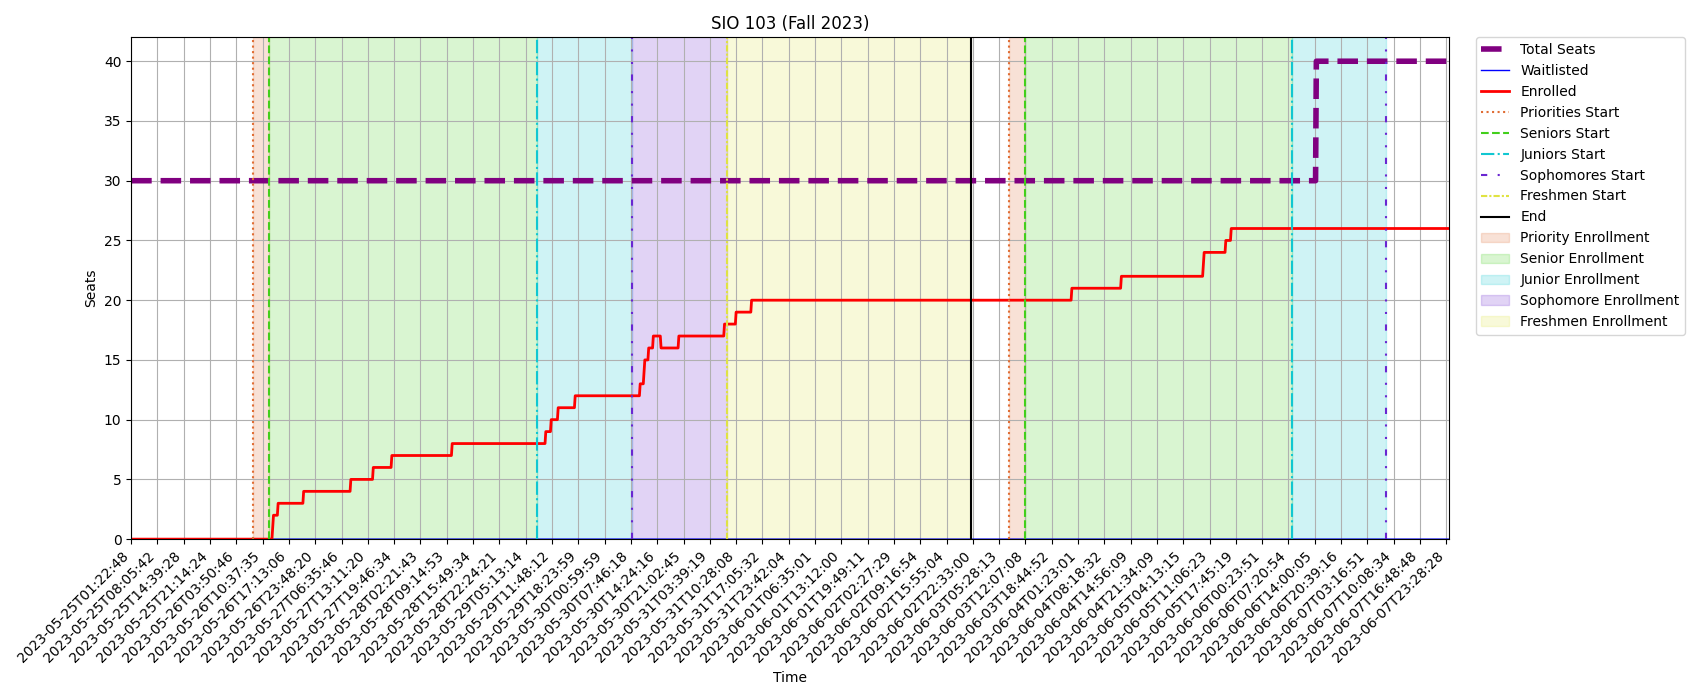 SIO 103 (Fall 2023)
Total Seats
Waitlisted
Enrolled
Priorities Start
Seniors Start
Juniors Start
Sophomores Start
Freshmen Start
End
Priority Enrollment
Senior Enrollment
Junior Enrollment
Sophomore Enrollment
Freshmen Enrollment
Seats
40
35
30
25
20
15
10
5
0
2023-05-25T01:22:48
2023-05-25T08:05:42
2023-05-25T14:39:28
2023-05-25T21:14:24
2023-05-26T03:50:46
2023-05-26T10:37:35
2023-05-26T17:13:06
2023-05-26T23:48:20
2023-05-27T06:35:46
2023-05-27T13:11:20
2023-05-27T19:46:34
2023-05-28T02:21:43
2023-05-28T09:14:53
2023-05-28T15:49:34
2023-05-28T22:24:21
2023-05-29T05:13:14
2023-05-29T11:48:12
2023-05-29T18:23:59
2023-05-30T00:59:59
2023-05-30T07:46:18
2023-05-30T14:24:16
2023-05-30T21:02:45
2023-05-31T03:39:19
2023-05-31T10:28:08
2023-05-31T17:05:32
2023-05-31T23:42:04
2023-06-01T06:35:01
2023-06-01T13:12:00
2023-06-01T19:49:11
2023-06-02T02:27:29
2023-06-02T09:16:54
2023-06-02T15:55:04
2023-06-02T22:33:00
2023-06-03T05:28:13
2023-06-03T12:07:08
2023-06-03T18:44:52
2023-06-04T01:23:01
2023-06-04T08:18:32
2023-06-04T14:56:09
2023-06-04T21:34:09
2023-06-05T04:13:15
2023-06-05T11:06:23
2023-06-05T17:45:19
2023-06-06T00:23:51
2023-06-06T07:20:54
2023-06-06T14:00:05
2023-06-06T20:39:16
2023-06-07T03:16:51
2023-06-07T10:08:34
2023-06-07T16:48:48
2023-06-07T23:28:28
Time